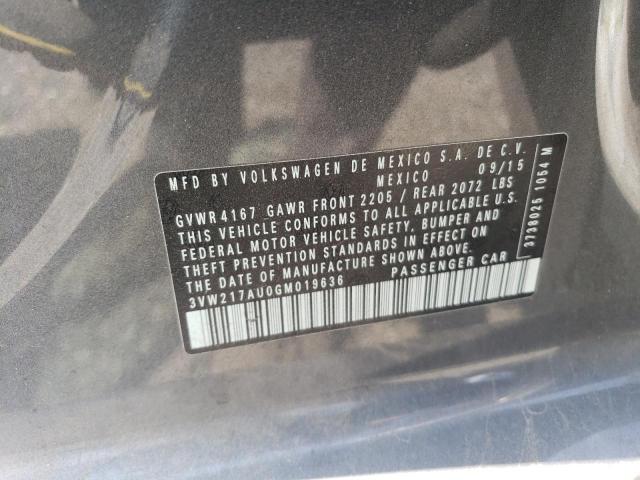 MFD BY VOLKSWAGEN DE MEXICO S.A. DE C.V.
MEXICO 09/15
GVWR 4167 GAWR FRONT 2205 / REAR 2072 LBS
THIS VEHICLE CONFORMS TO ALL APPLICABLE U.S.
FEDERAL MOTOR VEHICLE SAFETY, BUMPER AND
THEFT PREVENTION STANDARDS IN EFFECT ON
THE DATE OF MANUFACTURE SHOWN ABOVE.
3VW217AU0GM019636 PASSENGER CAR
3738025 1054 M